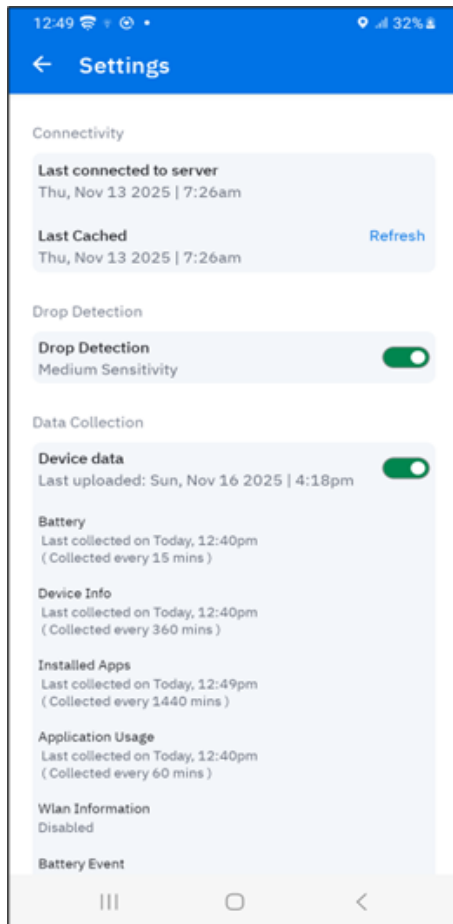 12:49
32%
Settings
Connectivity
Last connected to server
Thu, Nov 13 2025 | 7:26am
Last Cached
Refresh
Thu, Nov 13 2025 | 7:26am
Drop Detection
Drop Detection
Medium Sensitivity
Data Collection
Device data
Last uploaded: Sun, Nov 16 2025 | 4:18pm
Battery
Last collected on Today, 12:40pm
( Collected every 15 mins )
Device Info
Last collected on Today, 12:40pm
( Collected every 360 mins )
Installed Apps
Last collected on Today, 12:49pm
( Collected every 1440 mins )
Application Usage
Last collected on Today, 12:40pm
( Collected every 60 mins )
Wlan Information
Disabled
Battery Event